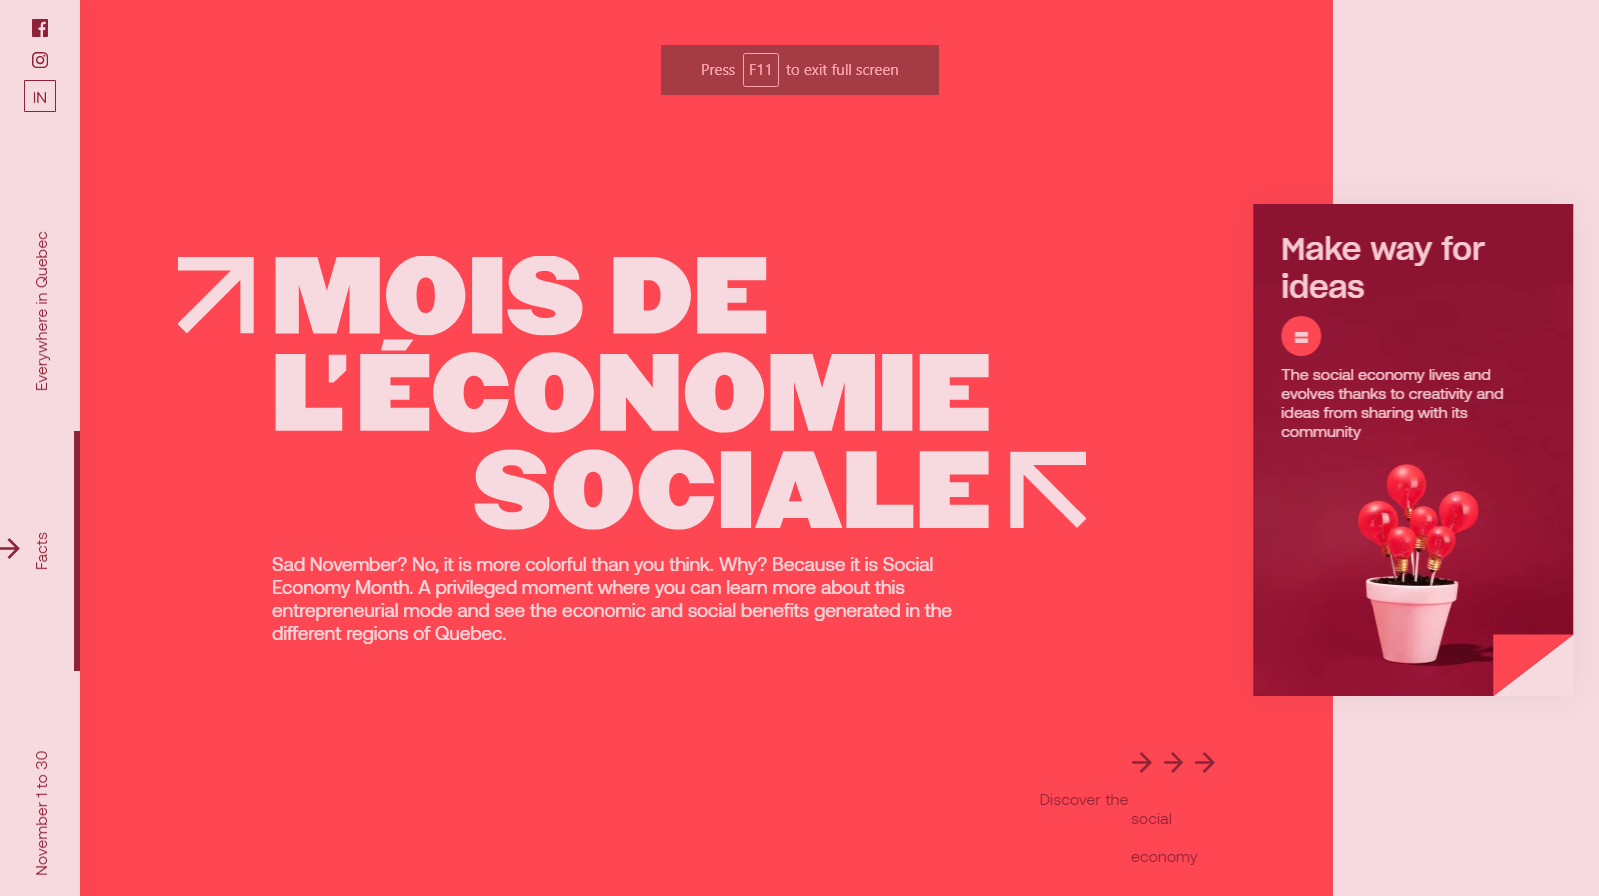 IN
Everywhere in Quebec
Facts
November 1 to 30
Press F11 to exit full screen
MOIS DE
L'ÉCONOMIE
SOCIALE
Sad November? No, it is more colorful than you think. Why? Because it is Social
Economy Month. A privileged moment where you can learn more about this
entrepreneurial mode and see the economic and social benefits generated in the
different regions of Quebec.
Make way for
ideas
=
The social economy lives and
evolves thanks to creativity and
ideas from sharing with its
community
Discover the
social
economy